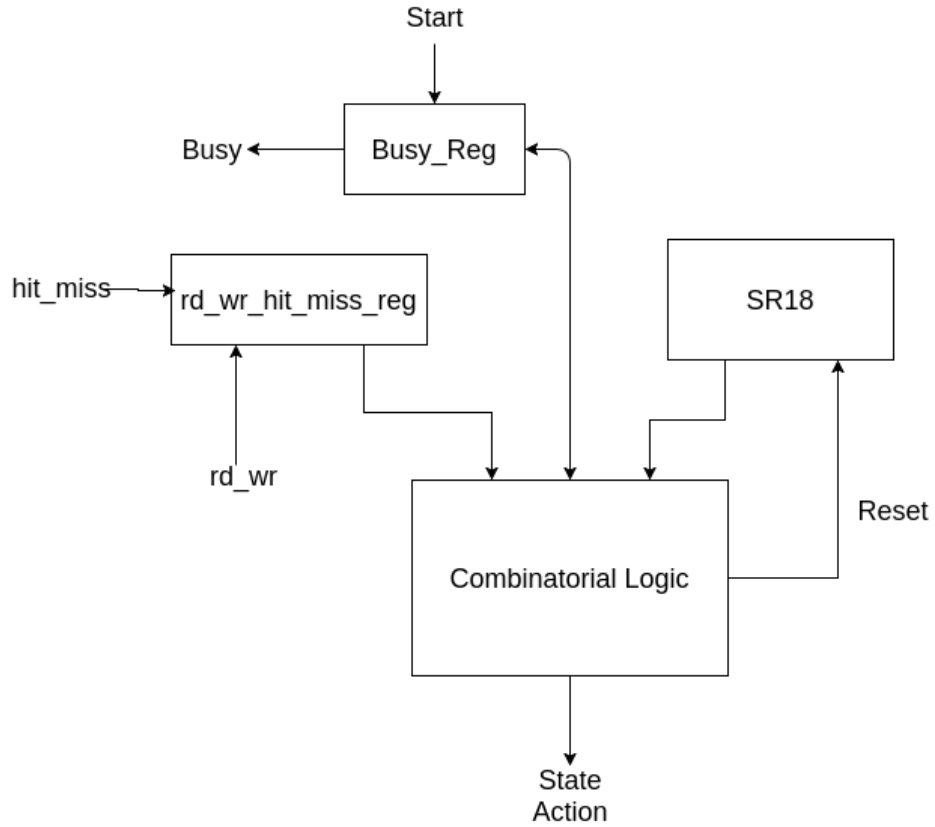 Start
Busy
Busy_Reg
hit_miss
rd_wr_hit_miss_reg
SR18
rd_wr
Reset
Combinatorial Logic
State
Action